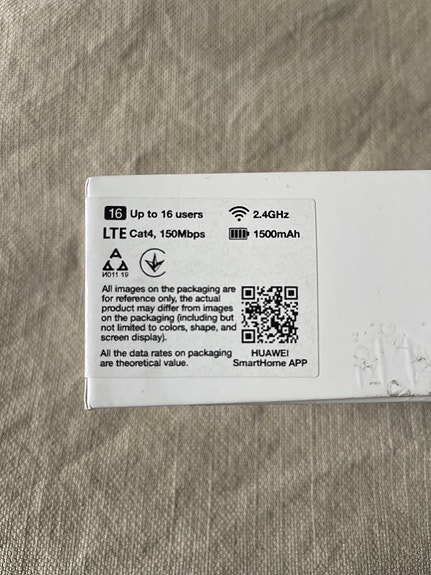 16 Up to 16 users
2.4GHz
LTE Cat4, 150Mbps
1500mAh
И011 19
All images on the packaging are
for reference only, the actual
product may differ from images
on the packaging (including but
not limited to colors, shape, and
screen display).
All the data rates on packaging
are theoretical value.
HUAWEI
SmartHome APP